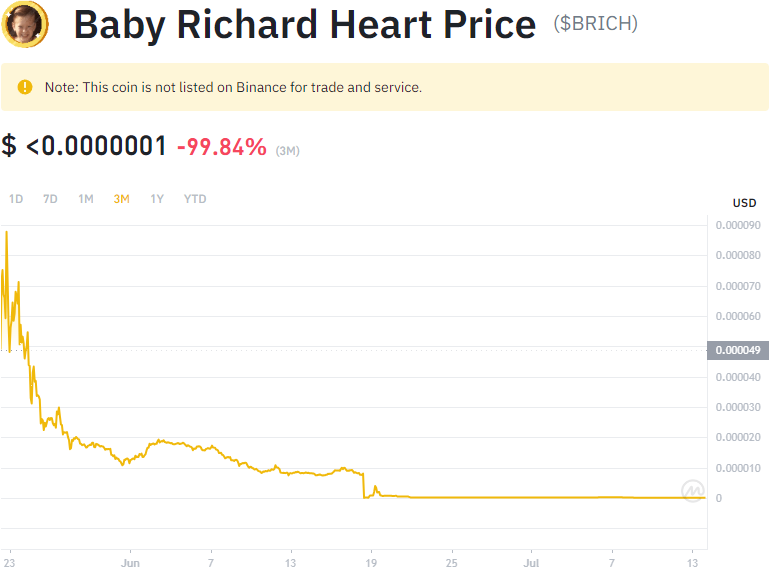 Baby Richard Heart Price ($BRICH)
Note: This coin is not listed on Binance for trade and service.
$ <0.0000001 -99.84% (3M)
1D 7D 1M 3M 1Y YTD
USD
0.000090
0.000080
0.000070
0.000060
0.000049
0.000040
0.000030
0.000020
0.000010
0
23 Jun 7 13 19 25 Jul 7 13